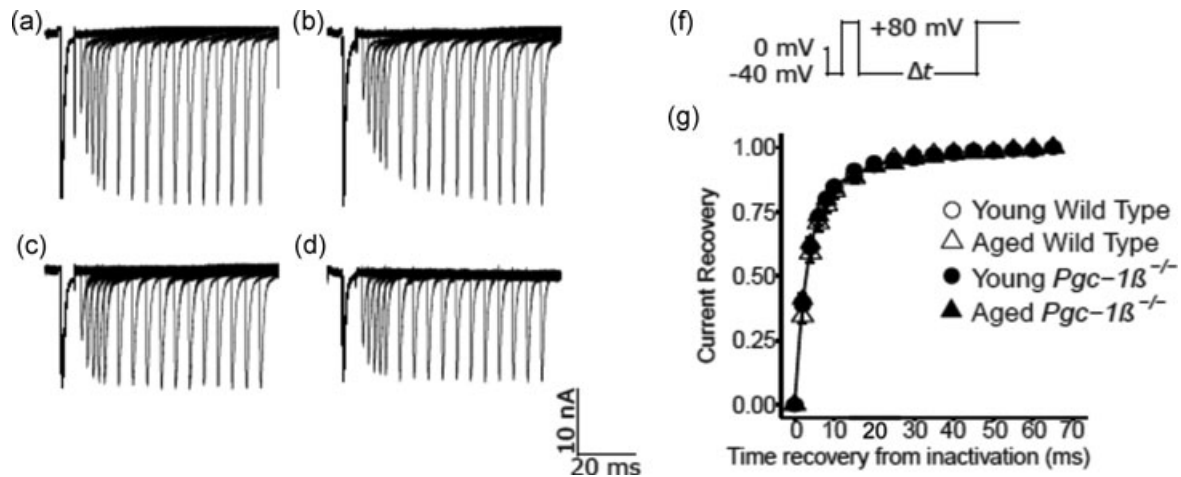 (a)
(b)
(c)
(d)
10 nA
20 ms
(f)
+80 mV
0 mV
-40 mV
Δt
(g)
Current Recovery
1.00
0.75
0.50
0.25
0.00
○ Young Wild Type
△ Aged Wild Type
● Young Pgc−1ß−/−
▲ Aged Pgc−1ß−/−
0 10 20 30 40 50 60 70
Time recovery from inactivation (ms)